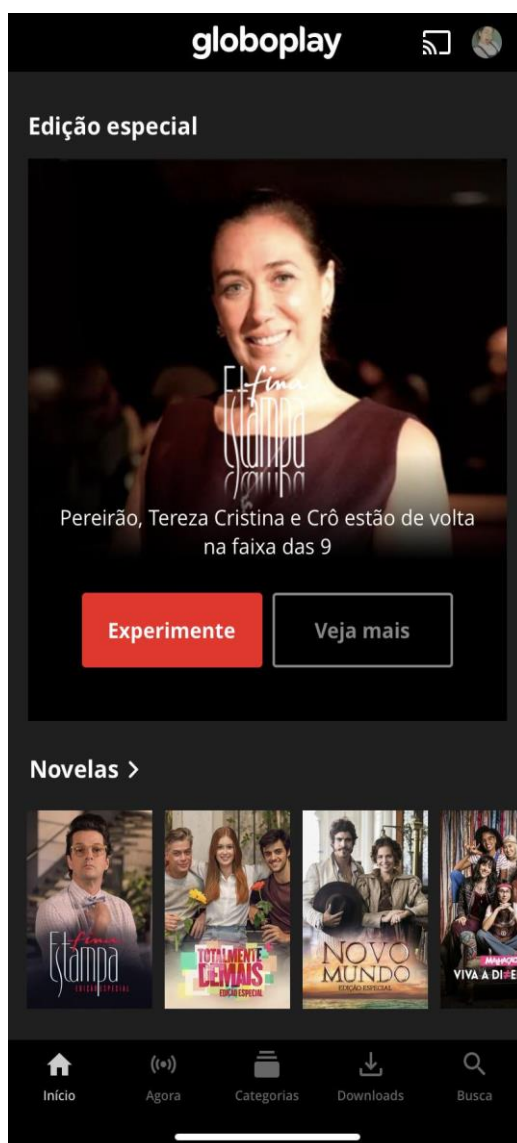 globoplay
Edição especial
fina
Estampa
Pereirão, Tereza Cristina e Crô estão de volta
na faixa das 9
Experimente
Veja mais
Novelas >
fina
Estampa
EDIÇÃO ESPECIAL
TOTALMENTE
DEMAIS
EDIÇÃO ESPECIAL
NOVO
MUNDO
EDIÇÃO ESPECIAL
VIVA A DI
Início
Agora
Categorias
Downloads
Busca